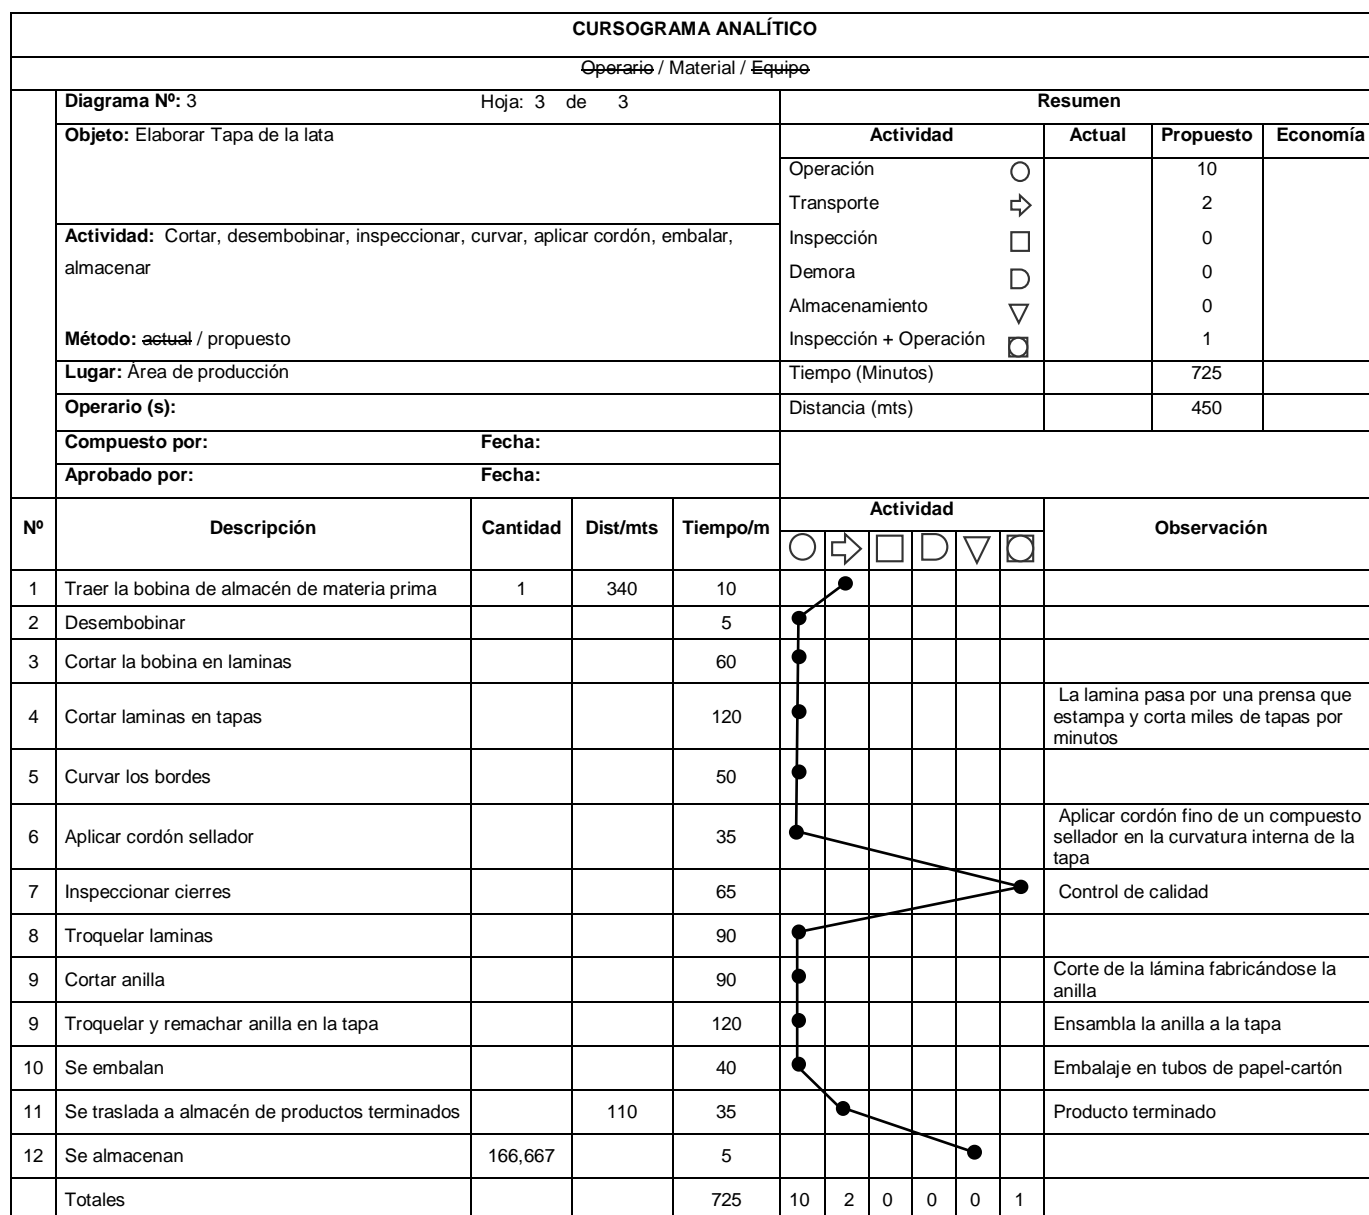 CURSOGRAMA ANALÍTICO
Operario / Material / Equipo
Diagrama Nº: 3 Hoja: 3 de 3
Resumen
Objeto: Elaborar Tapa de la lata
Actividad Actual Propuesto Economía
Operación 10
Transporte 2
Actividad: Cortar, desembobinar, inspeccionar, curvar, aplicar cordón, embalar,
almacenar
Inspección 0
Demora 0
Almacenamiento 0
Método: actual / propuesto
Inspección + Operación 1
Lugar: Área de producción
Tiempo (Minutos) 725
Operario (s):
Distancia (mts) 450
Compuesto por: Fecha:
Aprobado por: Fecha:
Nº Descripción Cantidad Dist/mts Tiempo/m Actividad Observación
1 Traer la bobina de almacén de materia prima 1 340 10
2 Desembobinar 5
3 Cortar la bobina en laminas 60
4 Cortar laminas en tapas 120 La lamina pasa por una prensa que
estampa y corta miles de tapas por
minutos
5 Curvar los bordes 50
6 Aplicar cordón sellador 35 Aplicar cordón fino de un compuesto
sellador en la curvatura interna de la
tapa
7 Inspeccionar cierres 65 Control de calidad
8 Troquelar laminas 90
9 Cortar anilla 90 Corte de la lámina fabricándose la
anilla
9 Troquelar y remachar anilla en la tapa 120 Ensambla la anilla a la tapa
10 Se embalan 40 Embalaje en tubos de papel-cartón
11 Se traslada a almacén de productos terminados 110 35 Producto terminado
12 Se almacenan 166,667 5
Totales 725 10 2 0 0 0 1